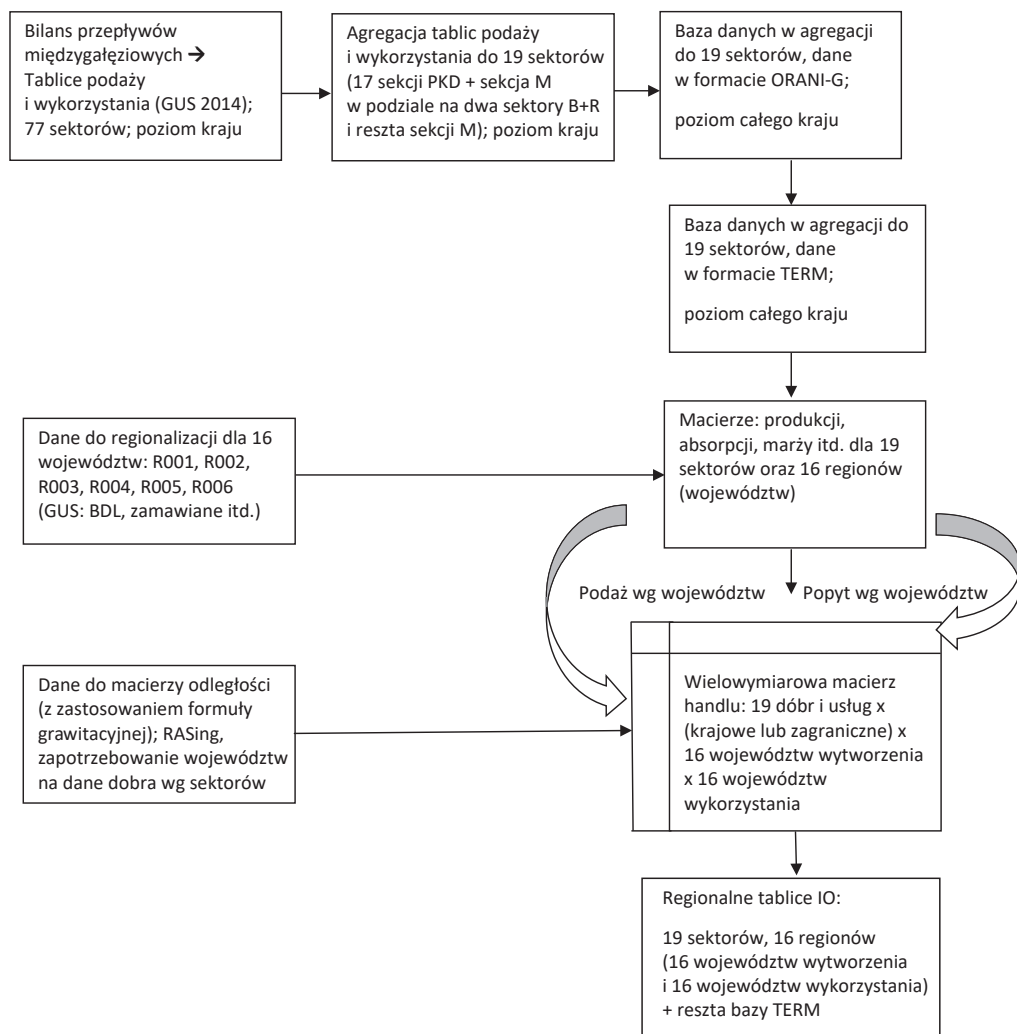 Bilans przepływów
międzygałęziowych →
Tablice podaży
i wykorzystania (GUS 2014);
77 sektorów; poziom kraju
Agregacja tablic podaży
i wykorzystania do 19 sektorów
(17 sekcji PKD + sekcja M
w podziale na dwa sektory B+R
i reszta sekcji M); poziom kraju
Baza danych w agregacji
do 19 sektorów, dane
w formacie ORANI-G;
poziom całego kraju
Baza danych w agregacji do
19 sektorów, dane
w formacie TERM;
poziom całego kraju
Dane do regionalizacji dla 16
województw: R001, R002,
R003, R004, R005, R006
(GUS: BDL, zamawiane itd.)
Macierze: produkcji,
absorpcji, marży itd. dla 19
sektorów oraz 16 regionów
(województw)
Podaż wg województw
Popyt wg województw
Dane do macierzy odległości
(z zastosowaniem formuły
grawitacyjnej); RASing,
zapotrzebowanie województw
na dane dobra wg sektorów
Wielowymiarowa macierz
handlu: 19 dóbr i usług x
(krajowe lub zagraniczne) x
16 województw wytworzenia
x 16 województw
wykorzystania
Regionalne tablice IO:
19 sektorów, 16 regionów
(16 województw wytworzenia
i 16 województw wykorzystania)
+ reszta bazy TERM